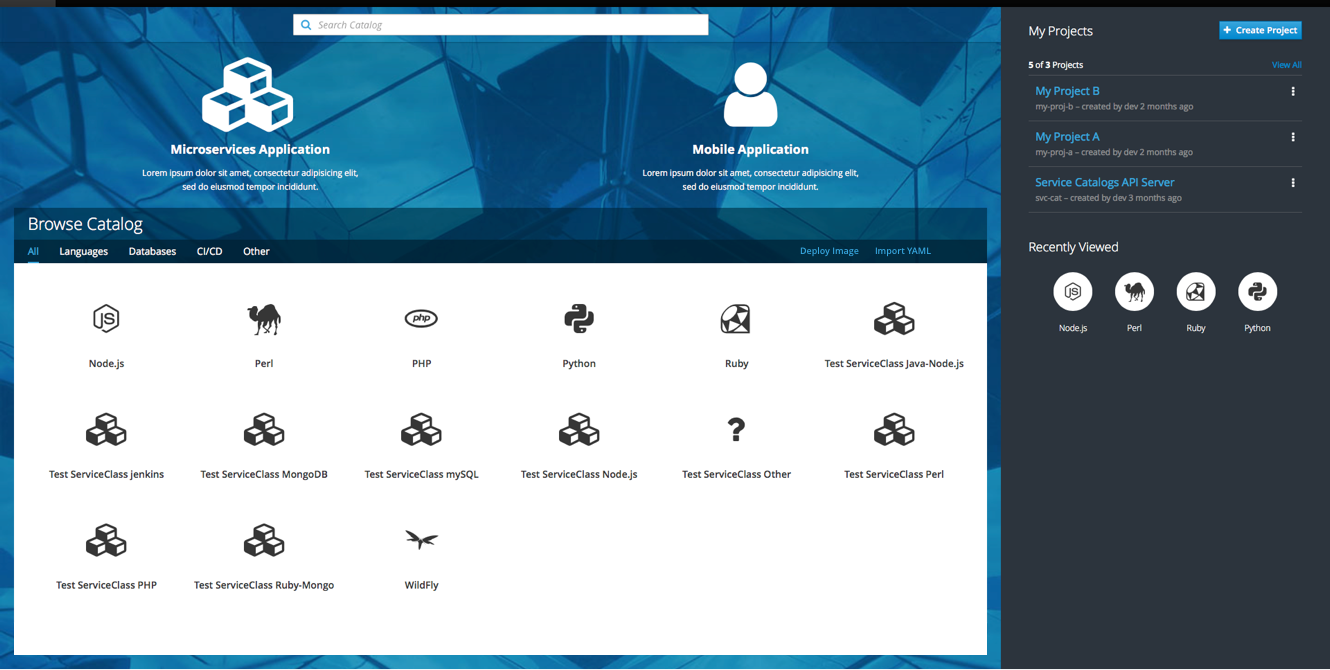 Search Catalog
Microservices Application
Lorem ipsum dolor sit amet, consectetur adipisicing elit,
sed do eiusmod tempor incididunt.
Mobile Application
Lorem ipsum dolor sit amet, consectetur adipisicing elit,
sed do eiusmod tempor incididunt.
Browse Catalog
All Languages Databases CI/CD Other Deploy Image Import YAML
JS php
Node.js Perl PHP Python Ruby Test ServiceClass Java-Node.js
?
Test ServiceClass jenkins Test ServiceClass MongoDB Test ServiceClass mySQL Test ServiceClass Node.js Test ServiceClass Other Test ServiceClass Perl
Test ServiceClass PHP Test ServiceClass Ruby-Mongo WildFly
My Projects + Create Project
5 of 3 Projects View All
My Project B
my-proj-b – created by dev 2 months ago
My Project A
my-proj-a – created by dev 2 months ago
Service Catalogs API Server
svc-cat – created by dev 3 months ago
Recently Viewed
JS
Node.js Perl Ruby Python